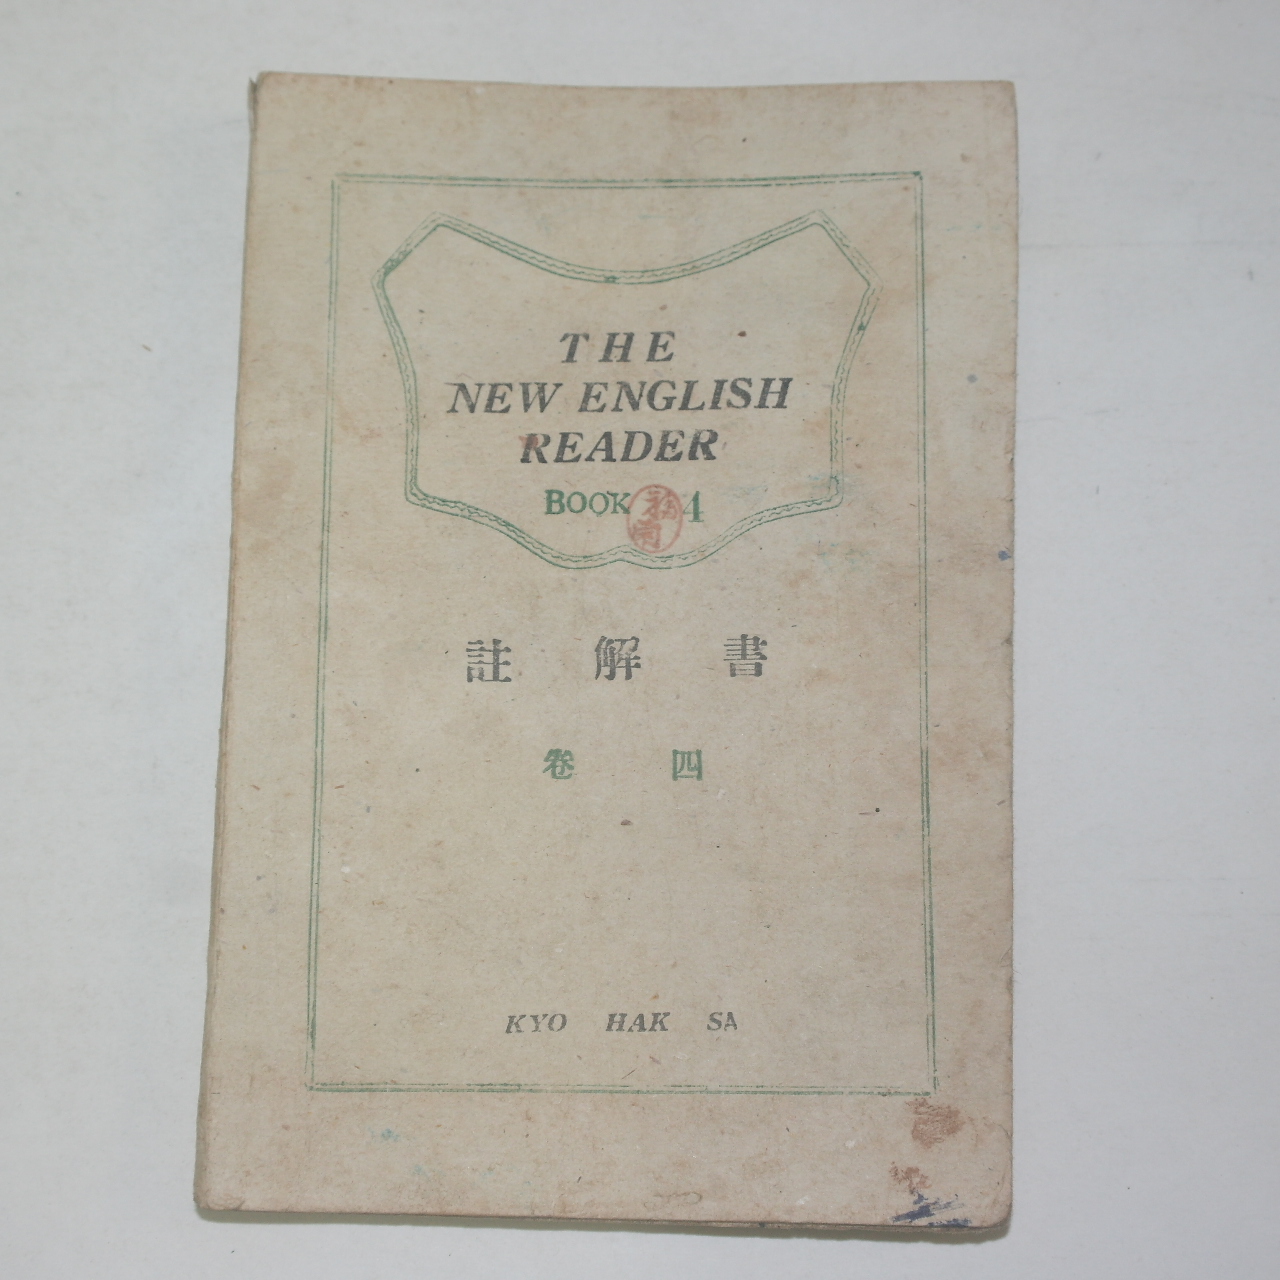 THE
NEW ENGLISH
READER
BOOK 4
註解書
卷四
KYO HAK SA